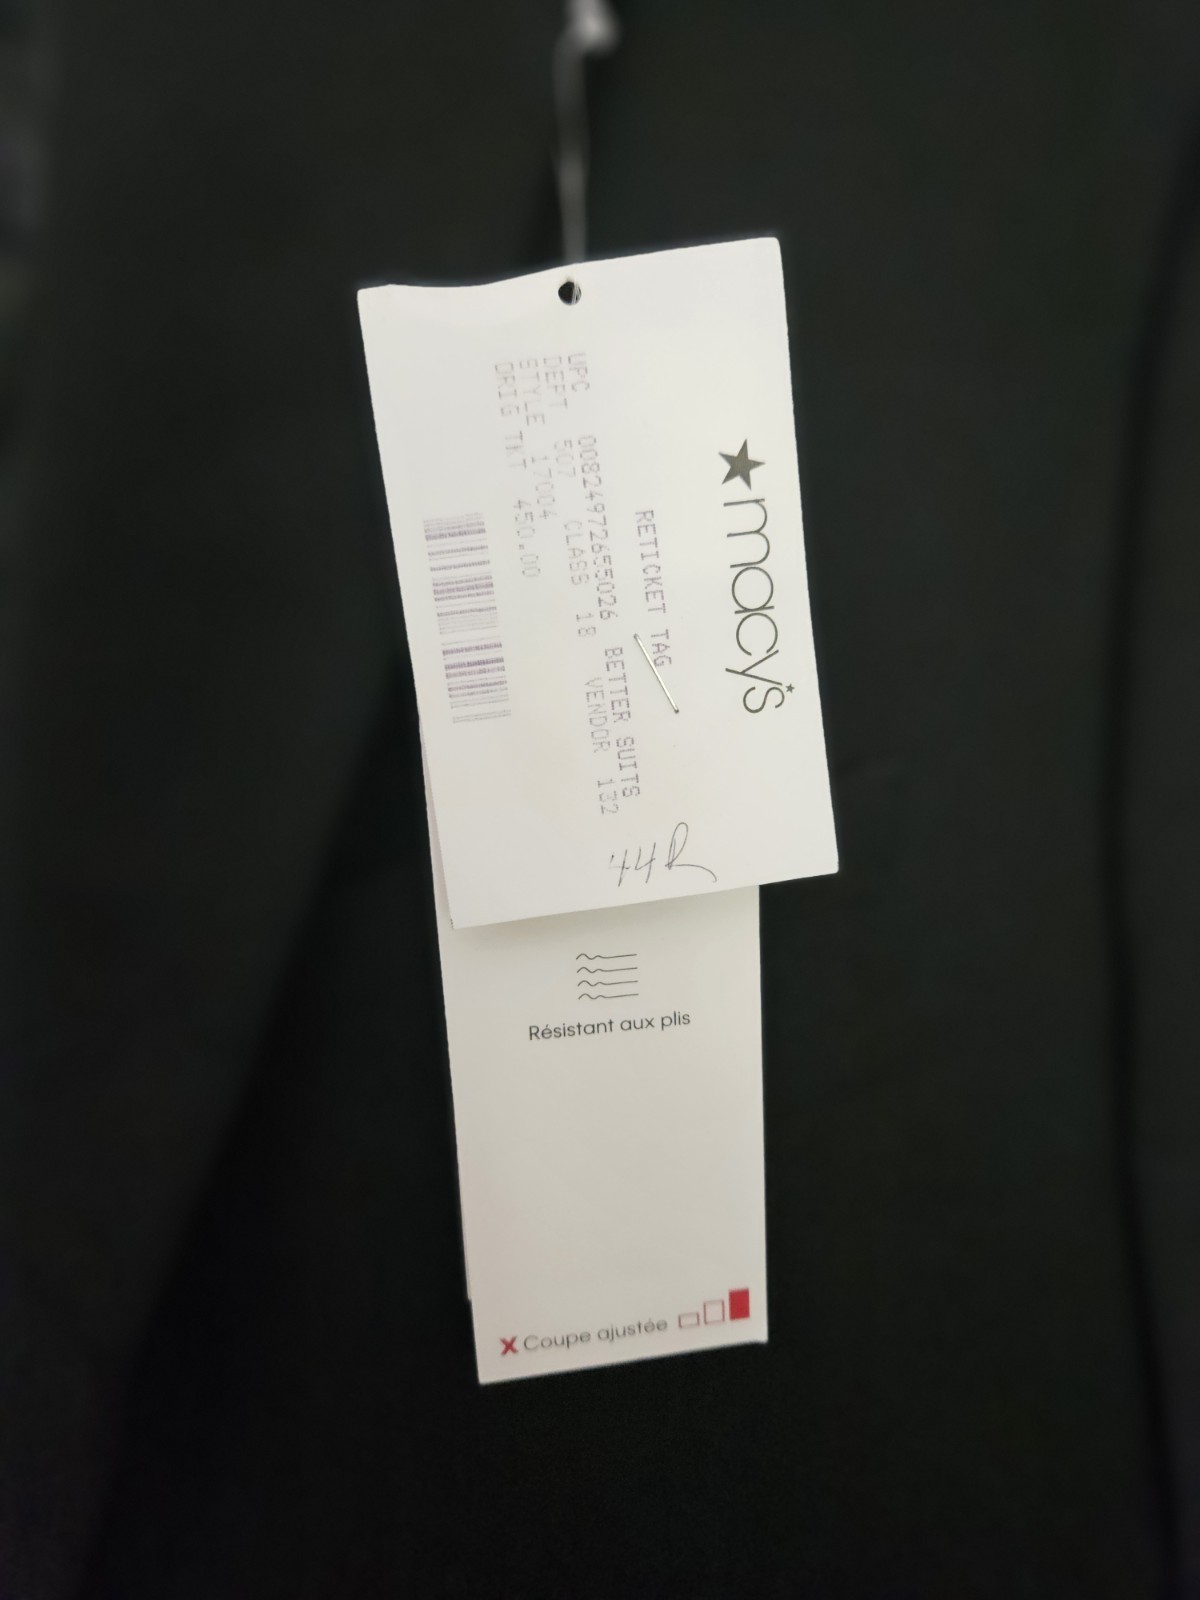 ★macy's
RETICKET TAG
UPC 00824972655026 BETTER SUITS
DEPT 507 CLASS 18 VENDOR 132
STYLE 17004
ORIG TKT 450.00
44R
Résistant aux plis
X Coupe ajustée